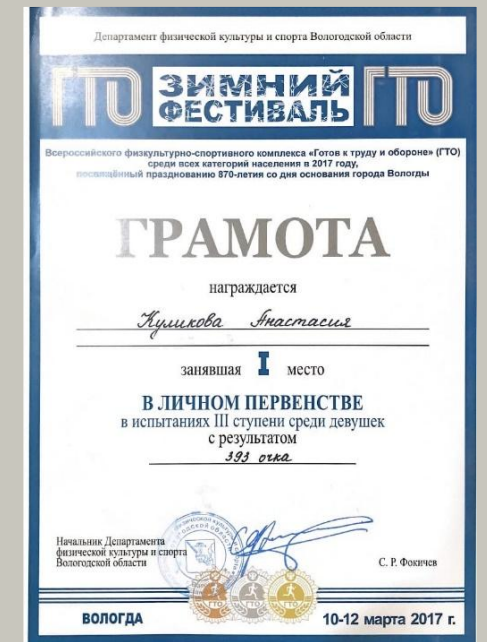 Департамент физической культуры и спорта Вологодской области
ГТО ЗИМНИЙ ГТО
ФЕСТИВАЛЬ
Всероссийского физкультурно-спортивного комплекса «Готов к труду и обороне» (ГТО)
среди всех категорий населения в 2017 году,
посвящённый празднованию 870-летия со дня основания города Вологды
ГРАМОТА
награждается
Куликова Анастасия
занявшая I место
В ЛИЧНОМ ПЕРВЕНСТВЕ
в испытаниях III ступени среди девушек
с результатом
393 очка
Начальник Департамента
физической культуры и спорта
Вологодской области
С. Р. Фокичев
ГТО ГТО ГТО
ВОЛОГДА
10-12 марта 2017 г.